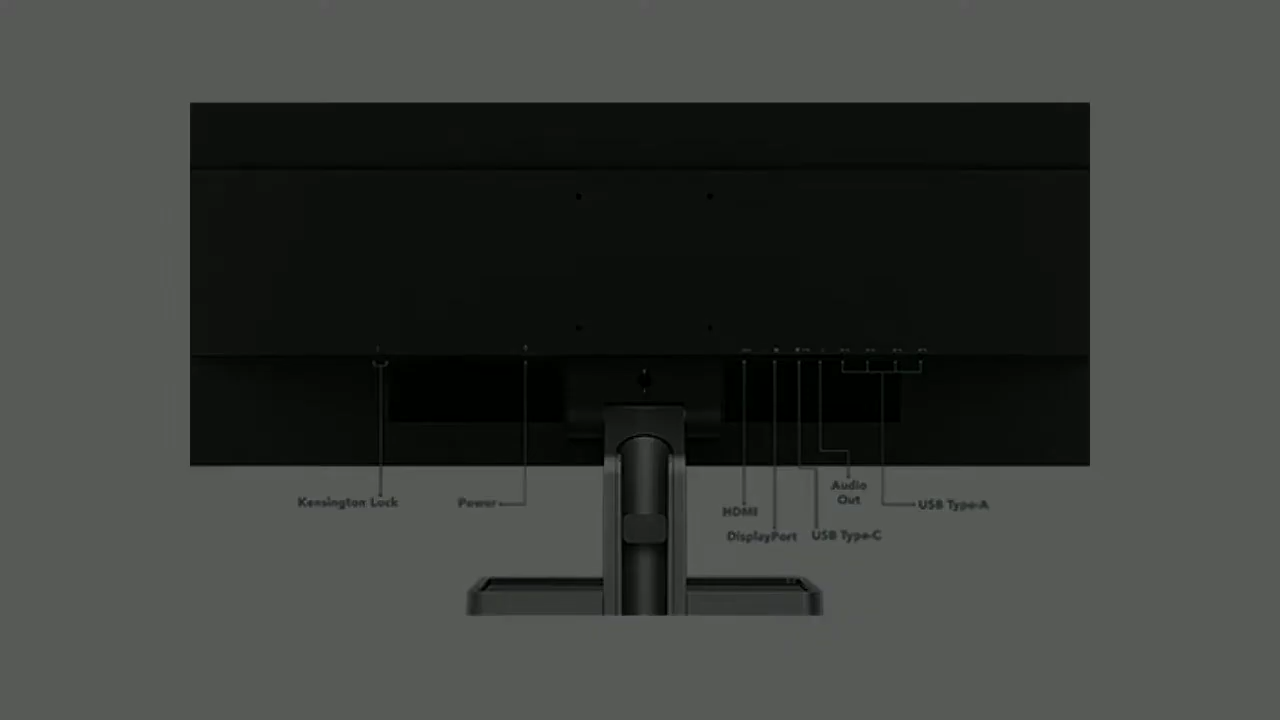 Kensington Lock
Power
HDMI
DisplayPort
USB Type-C
Audio
Out
USB Type-A